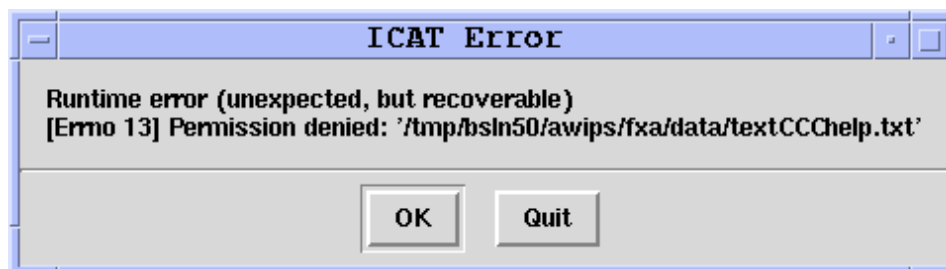 ICAT Error
Runtime error (unexpected, but recoverable)
[Errno 13] Permission denied: '/tmp/bsln50/awips/fxa/data/textCCChelp.txt'
OK
Quit